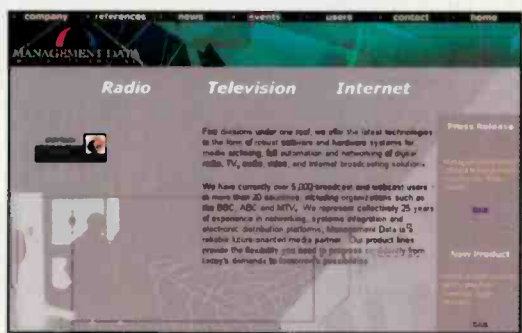 company references news events users contact home
MANAGEMENT DATA
Radio Television Internet
Five divisions under one roof, we offer the latest technologies
in the form of robust software and hardware systems for
media archiving, full automation and networking of digital
radio, TV, audio, video, and internet broadcasting solutions.
We have currently over 5,000 broadcast and webcast users
in more than 20 countries, including organizations such as
the BBC, ABC and MTV. We represent collectively 25 years
of experience in networking, systems integration and
electronic distribution platforms, Management Data is a
reliable future oriented media partner. Our product lines
provide the flexibility you need to progress confidently from
today's demands to tomorrow's possibilities
Press Release
New Product